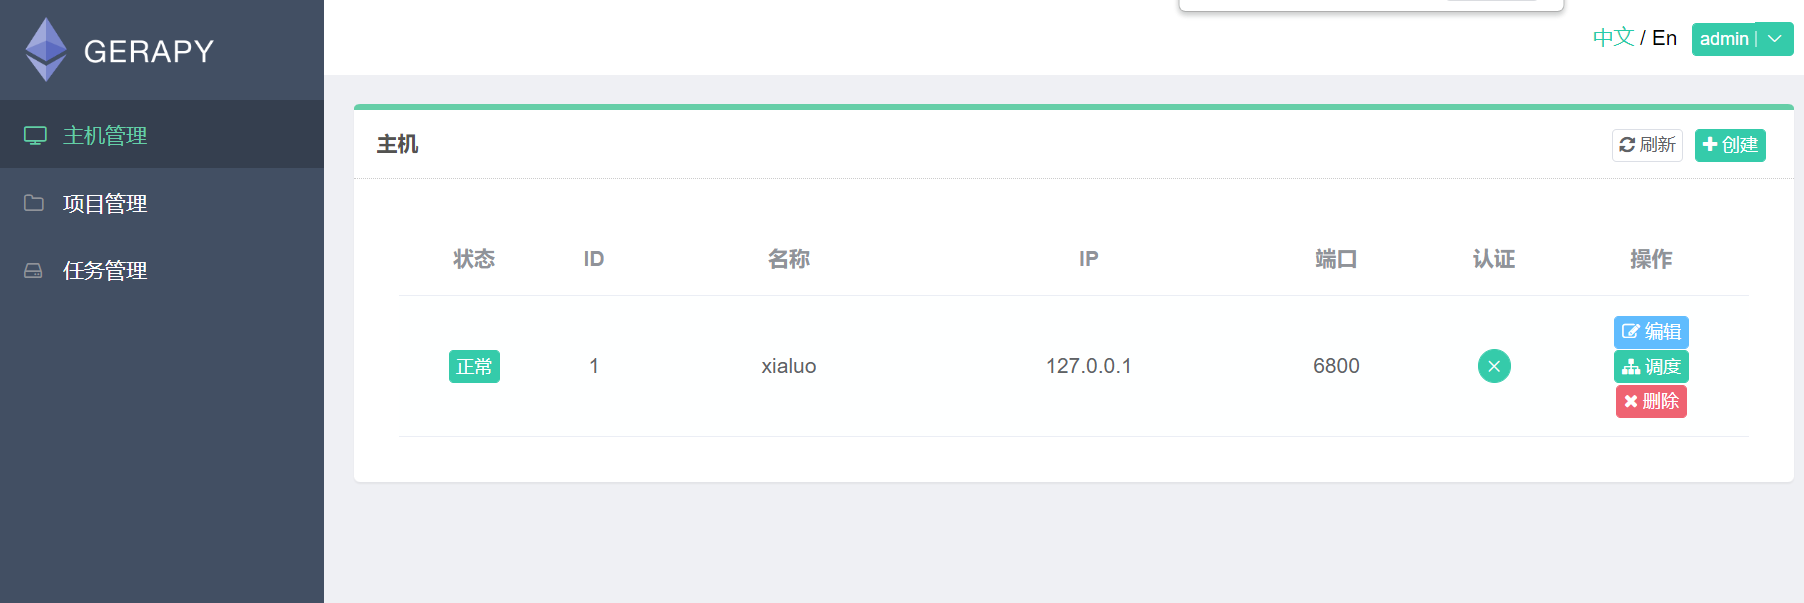 GERAPY
中文 / En
admin |
主机管理
项目管理
任务管理
主机
刷新
创建
状态 ID 名称 IP 端口 认证 操作
正常 1 xialuo 127.0.0.1 6800
编辑
调度
删除